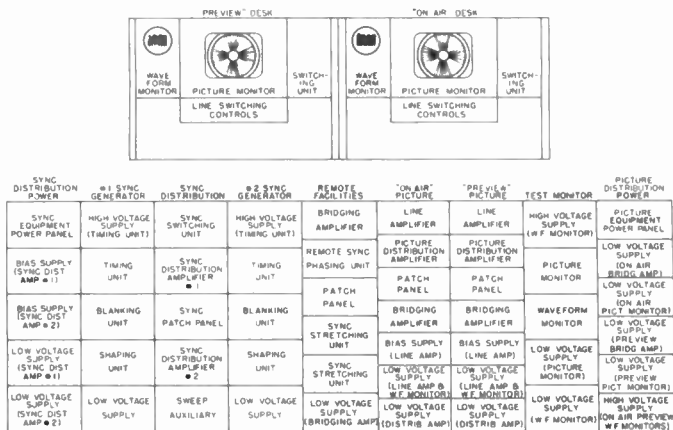 "PREVIEW" DESK
"ON AIR DESK
WAVE FORM MONITOR
PICTURE MONITOR
SWITCH-ING UNIT
LINE SWITCHING CONTROLS
WAVE FORM MONITOR
PICTURE MONITOR
SWITCH-ING UNIT
LINE SWITCHING CONTROLS
SYNC DISTRIBUTION POWER
SYNC EQUIPMENT POWER PANEL
BIAS SUPPLY (SYNC DIST AMP #1)
BIAS SUPPLY (SYNC DIST AMP #2)
LOW VOLTAGE SUPPLY (SYNC DIST AMP #1)
LOW VOLTAGE SUPPLY (SYNC DIST AMP #2)
#1 SYNC GENERATOR
HIGH VOLTAGE SUPPLY (TIMING UNIT)
TIMING UNIT
BLANKING UNIT
SHAPING UNIT
LOW VOLTAGE SUPPLY
SYNC DISTRIBUTION
SYNC SWITCHING UNIT
SYNC DISTRIBUTION AMPLIFIER #1
SYNC PATCH PANEL
SYNC DISTRIBUTION AMPLIFIER #2
SWEEP AUXILIARY
#2 SYNC GENERATOR
HIGH VOLTAGE SUPPLY (TIMING UNIT)
TIMING UNIT
BLANKING UNIT
SHAPING UNIT
LOW VOLTAGE SUPPLY
REMOTE FACILITIES
BRIDGING AMPLIFIER
REMOTE SYNC PHASING UNIT
PATCH PANEL
SYNC STRETCHING UNIT
SYNC STRETCHING UNIT
LOW VOLTAGE SUPPLY (BRIDGING AMP)
"ON AIR" PICTURE
LINE AMPLIFIER
PICTURE DISTRIBUTION AMPLIFIER
PATCH PANEL
BRIDGING AMPLIFIER
BIAS SUPPLY (LINE AMP)
LOW VOLTAGE SUPPLY (LINE AMP & W F MONITOR)
LOW VOLTAGE SUPPLY (DISTRIB AMP)
"PREVIEW" PICTURE
LINE AMPLIFIER
PICTURE DISTRIBUTION AMPLIFIER
PATCH PANEL
BRIDGING AMPLIFIER
BIAS SUPPLY (LINE AMP)
LOW VOLTAGE SUPPLY (LINE AMP & W F MONITOR)
LOW VOLTAGE SUPPLY (DISTRIB AMP)
TEST MONITOR
HIGH VOLTAGE SUPPLY (W F MONITOR)
PICTURE MONITOR
WAVEFORM MONITOR
LOW VOLTAGE SUPPLY (PICTURE MONITOR)
LOW VOLTAGE SUPPLY (W F MONITOR)
PICTURE DISTRIBUTION POWER
PICTURE EQUIPMENT POWER PANEL
LOW VOLTAGE SUPPLY (ON AIR BRIDG AMP)
LOW VOLTAGE SUPPLY (ON AIR PICT MONITOR)
LOW VOLTAGE SUPPLY (PREVIEW BRIDG AMP)
LOW VOLTAGE SUPPLY (PREVIEW PICT MONITOR)
HIGH VOLTAGE SUPPLY (ON AIR PREVIEW W F MONITORS)